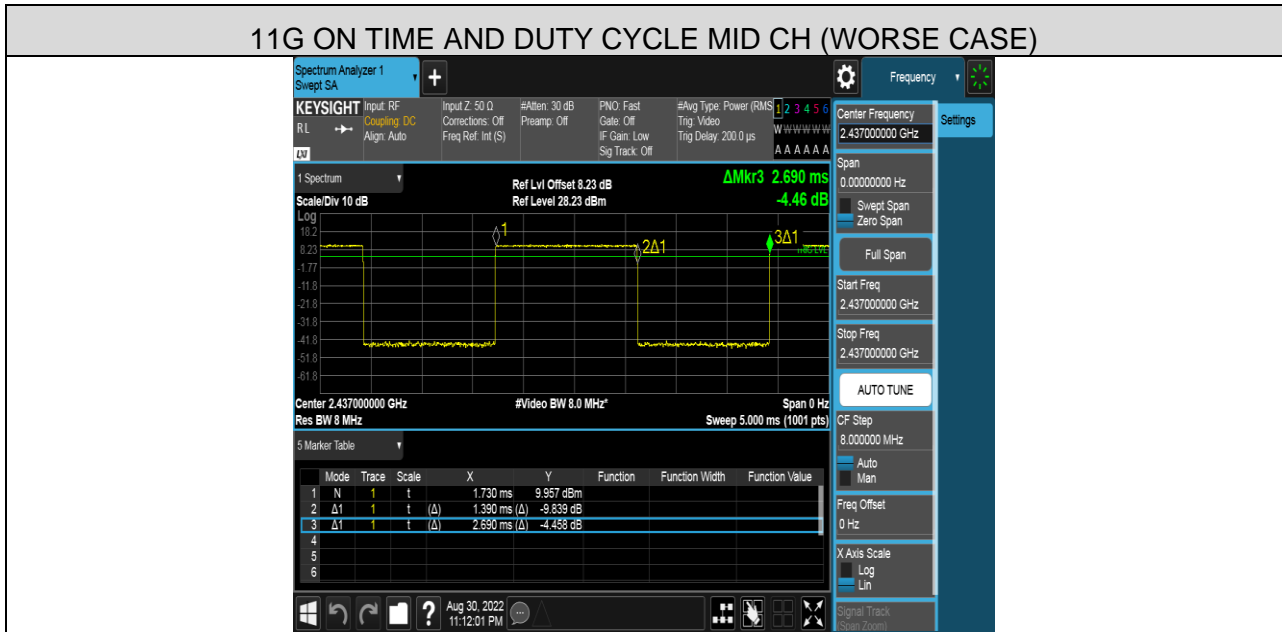 11G ON TIME AND DUTY CYCLE MID CH (WORSE CASE)
Spectrum Analyzer 1
Swept SA
+
Frequency
KEYSIGHT
RL
LXI
Input: RF
Coupling: DC
Align: Auto
Input Z: 50 Ω
Corrections: Off
Freq Ref: Int (S)
#Atten: 30 dB
Preamp: Off
PNO: Fast
Gate: Off
IF Gain: Low
Sig Track: Off
#Avg Type: Power (RMS
Trig: Video
Trig Delay: 200.0 µs
1 2 3 4 5 6
W W W W W W
A A A A A A
Center Frequency
2.437000000 GHz
Settings
1 Spectrum
Scale/Div 10 dB
Ref Lvl Offset 8.23 dB
Ref Level 28.23 dBm
ΔMkr3 2.690 ms
-4.46 dB
Span
0.00000000 Hz
Swept Span
Zero Span
Full Span
Start Freq
2.437000000 GHz
Stop Freq
2.437000000 GHz
AUTO TUNE
CF Step
8.000000 MHz
Auto
Man
Freq Offset
0 Hz
X Axis Scale
Log
Lin
Signal Track
(Span Zoom)
Log
18.2
8.23
-1.77
-11.8
-21.8
-31.8
-41.8
-51.8
-61.8
1
2Δ1
3Δ1
TRIG LVL
Center 2.437000000 GHz
#Video BW 8.0 MHz*
Span 0 Hz
Res BW 8 MHz
Sweep 5.000 ms (1001 pts)
5 Marker Table
Mode Trace Scale X Y Function Function Width Function Value
1 N 1 t 1.730 ms 9.957 dBm
2 Δ1 1 t (Δ) 1.390 ms (Δ) -9.839 dB
3 Δ1 1 t (Δ) 2.690 ms (Δ) -4.458 dB
4
5
6
?
Aug 30, 2022
11:12:01 PM